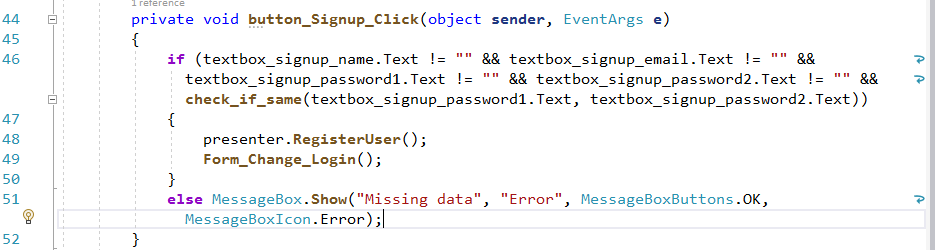 1 reference
44 private void button_Signup_Click(object sender, EventArgs e)
45 {
46 if (textbox_signup_name.Text != "" && textbox_signup_email.Text != "" &&
textbox_signup_password1.Text != "" && textbox_signup_password2.Text != "" &&
check_if_same(textbox_signup_password1.Text, textbox_signup_password2.Text))
47 {
48 presenter.RegisterUser();
49 Form_Change_Login();
50 }
51 else MessageBox.Show("Missing data", "Error", MessageBoxButtons.OK,
MessageBoxIcon.Error);
52 }